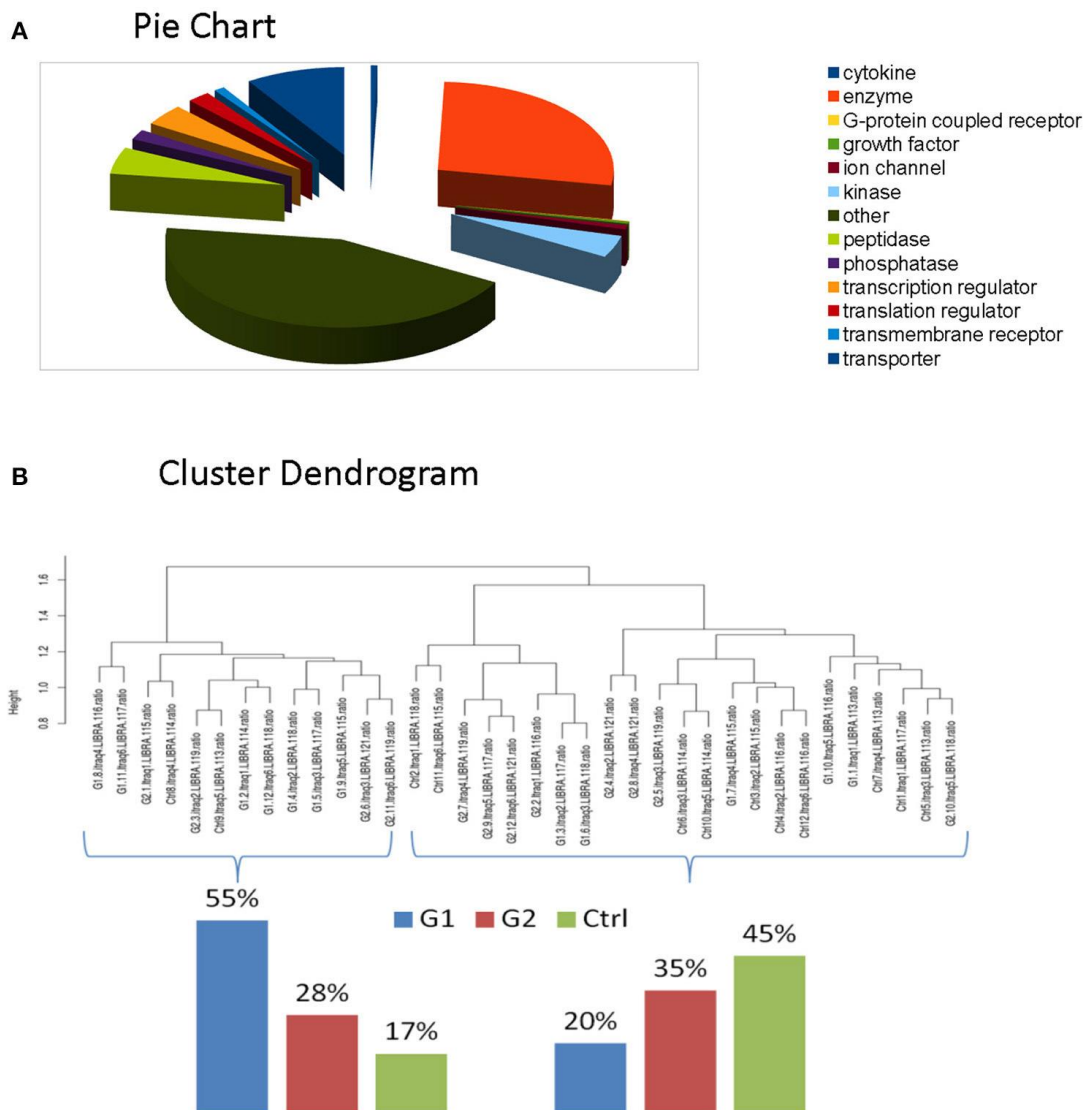 A
Pie Chart
cytokine
enzyme
G-protein coupled receptor
growth factor
ion channel
kinase
other
peptidase
phosphatase
transcription regulator
translation regulator
transmembrane receptor
transporter
B
Cluster Dendrogram
Height
1.6
1.4
1.2
1.0
0.8
G1.8.Itraq4.LIBRA.116.ratio
G1.11.Itraq6.LIBRA.117.ratio
G2.1.Itraq1.LIBRA.115.ratio
Ctrl8.Itraq4.LIBRA.114.ratio
G2.3.Itraq2.LIBRA.119.ratio
Ctrl9.Itraq5.LIBRA.113.ratio
G1.2.Itraq1.LIBRA.114.ratio
G1.12.Itraq6.LIBRA.118.ratio
G1.4.Itraq2.LIBRA.118.ratio
G1.5.Itraq3.LIBRA.117.ratio
G1.9.Itraq5.LIBRA.115.ratio
G2.6.Itraq3.LIBRA.121.ratio
G2.11.Itraq6.LIBRA.119.ratio
Ctrl2.Itraq1.LIBRA.118.ratio
Ctrl11.Itraq6.LIBRA.115.ratio
G2.7.Itraq4.LIBRA.119.ratio
G2.9.Itraq5.LIBRA.117.ratio
G2.12.Itraq6.LIBRA.121.ratio
G2.2.Itraq1.LIBRA.116.ratio
G1.3.Itraq2.LIBRA.117.ratio
G1.6.Itraq3.LIBRA.118.ratio
G2.4.Itraq2.LIBRA.121.ratio
G2.8.Itraq4.LIBRA.121.ratio
G2.5.Itraq3.LIBRA.119.ratio
Ctrl6.Itraq3.LIBRA.114.ratio
Ctrl10.Itraq5.LIBRA.114.ratio
G1.7.Itraq4.LIBRA.115.ratio
Ctrl3.Itraq2.LIBRA.115.ratio
Ctrl4.Itraq2.LIBRA.116.ratio
Ctrl12.Itraq6.LIBRA.116.ratio
G1.10.Itraq5.LIBRA.116.ratio
G1.1.Itraq1.LIBRA.113.ratio
Ctrl7.Itraq4.LIBRA.113.ratio
Ctrl1.Itraq1.LIBRA.117.ratio
Ctrl5.Itraq3.LIBRA.113.ratio
G2.10.Itraq5.LIBRA.118.ratio
55%
28%
17%
G1
G2
Ctrl
20%
35%
45%